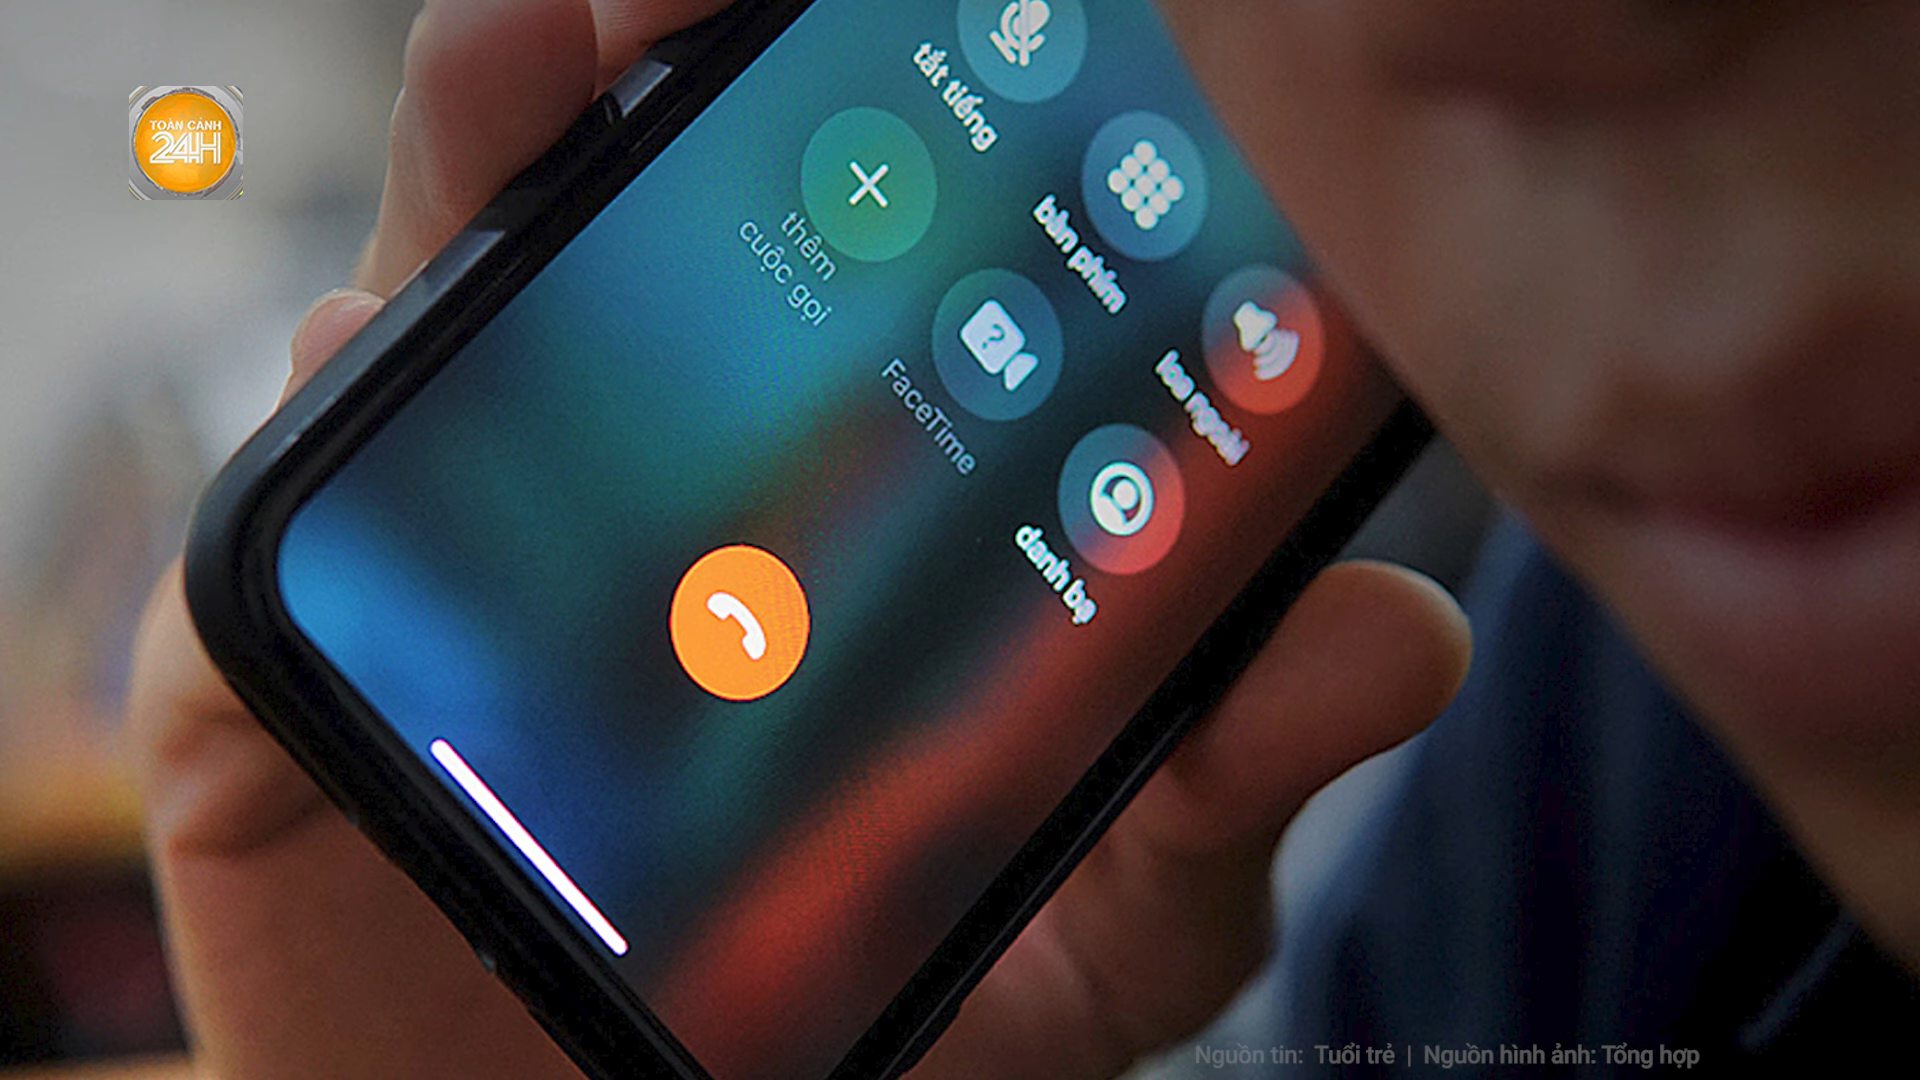 TOÀN CẢNH
24H
tắt tiếng
bàn phím
loa ngoài
thêm
cuộc gọi
FaceTime
danh bạ
Nguồn tin: Tuổi trẻ | Nguồn hình ảnh: Tổng hợp